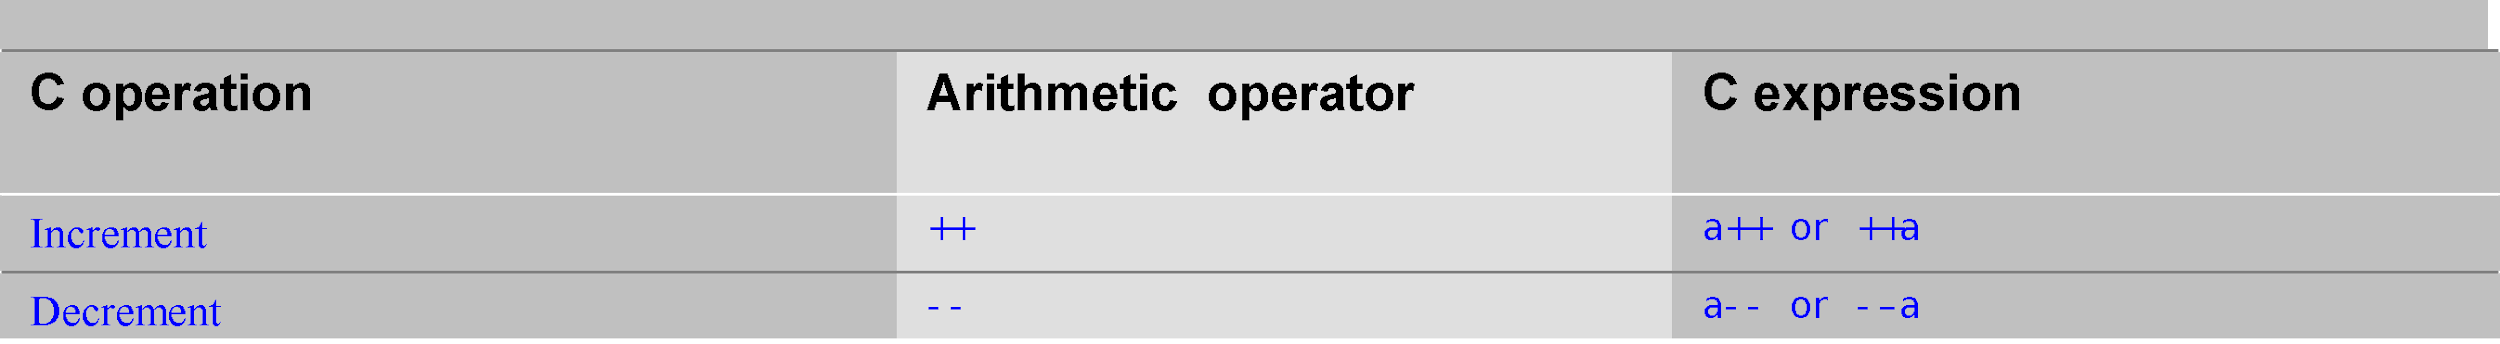 C operation Arithmetic operator C expression
Increment ++ a++ or ++a
Decrement -- a-- or --a